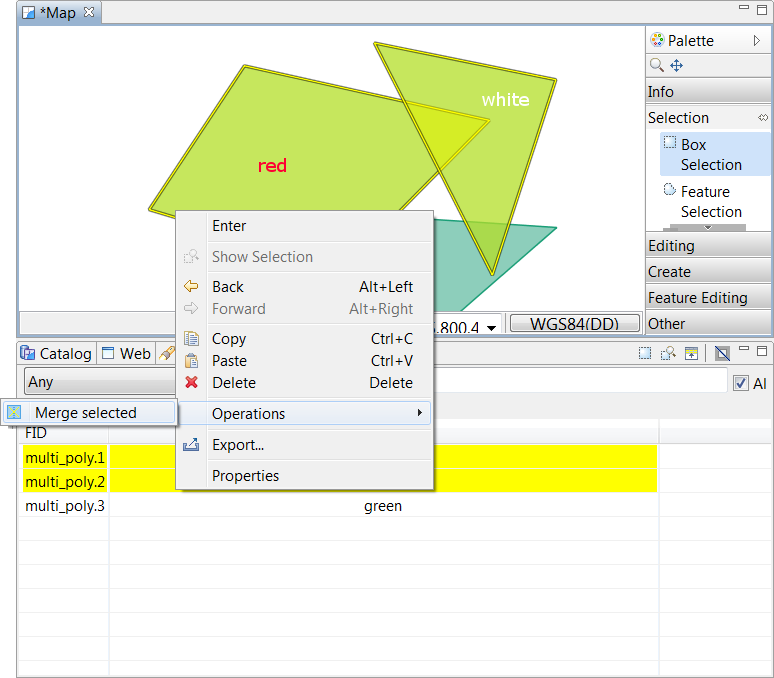 *Map
Palette
Info
Selection
Box
Selection
Feature
Selection
Editing
Create
Feature Editing
Other
white
red
Enter
Show Selection
Back Alt+Left
Forward Alt+Right
Copy Ctrl+C
Paste Ctrl+V
Delete Delete
Operations
Export...
Properties
Merge selected
.800.4
WGS84(DD)
Catalog
Web
Any
Al
FID
multi_poly.1
multi_poly.2
multi_poly.3 green